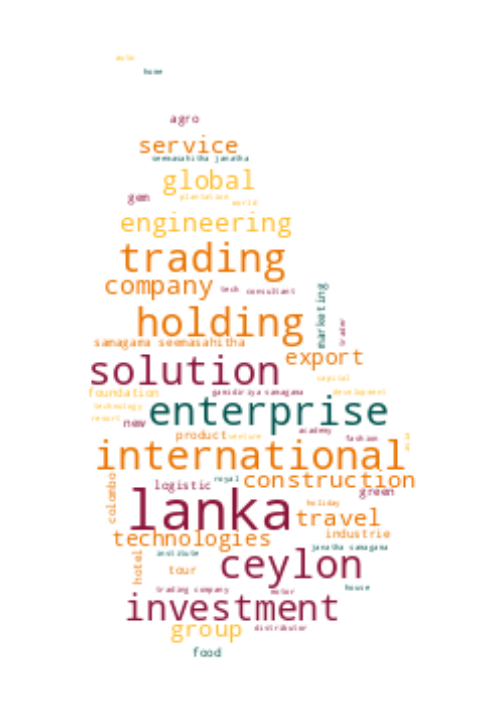 auto
home
agro
service
seemasahitha janatha
global
gem
plantation
world
engineering
trading
company
tech
consultant
marketing
holding
trader
samagama seemasahitha
export
solution
capital
foundation
gamidiriya samagama
development
technology
enterprise
resort
new
academy
product
venture
fashion
international
asia
construction
royal
logistic
green
colombo
lanka
holiday
travel
technologies
industrie
janatha samagama
institute
hotel
ceylon
tour
trading company
motor
house
investment
group
distributor
food